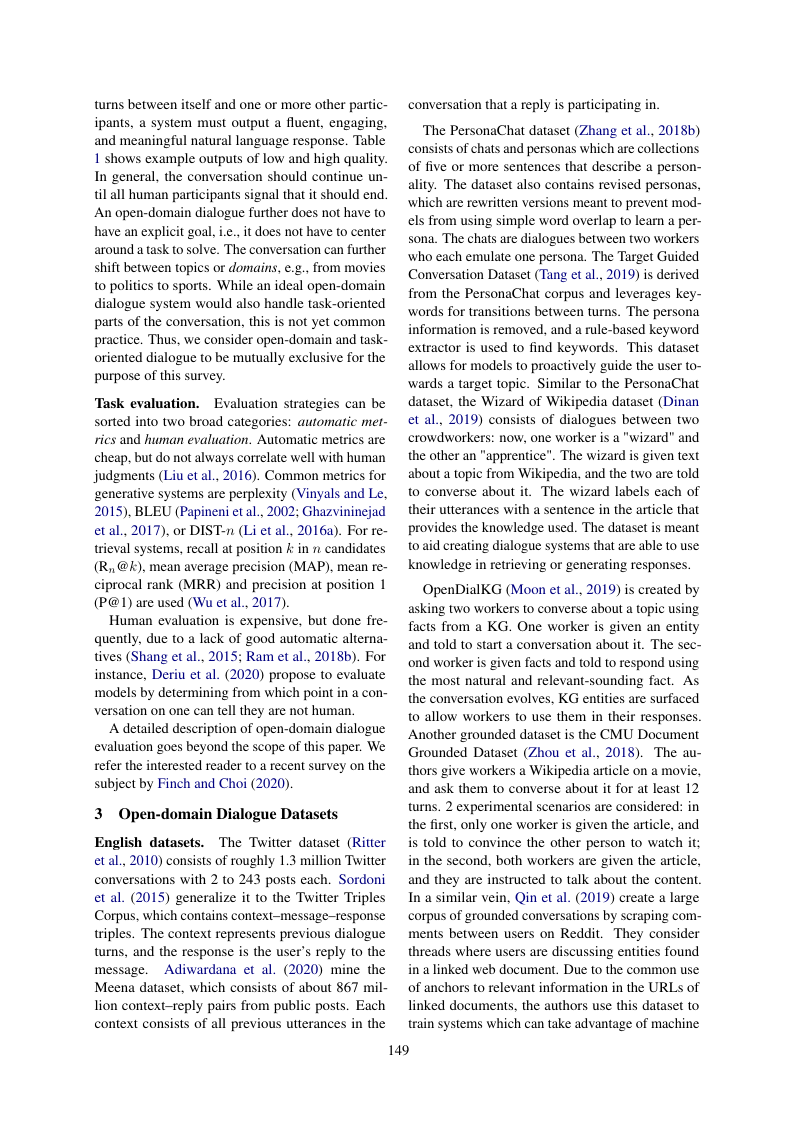 turns between itself and one or more other partic-
ipants, a system must output a fluent, engaging,
and meaningful natural language response. Table
1 shows example outputs of low and high quality.
In general, the conversation should continue un-
til all human participants signal that it should end.
An open-domain dialogue further does not have to
have an explicit goal, i.e., it does not have to center
around a task to solve. The conversation can further
shift between topics or domains, e.g., from movies
to politics to sports. While an ideal open-domain
dialogue system would also handle task-oriented
parts of the conversation, this is not yet common
practice. Thus, we consider open-domain and task-
oriented dialogue to be mutually exclusive for the
purpose of this survey.
Task evaluation. Evaluation strategies can be
sorted into two broad categories: automatic met-
rics and human evaluation. Automatic metrics are
cheap, but do not always correlate well with human
judgments (Liu et al., 2016). Common metrics for
generative systems are perplexity (Vinyals and Le,
2015), BLEU (Papineni et al., 2002; Ghazvininejad
et al., 2017), or DIST-n (Li et al., 2016a). For re-
trieval systems, recall at position k in n candidates
(Rn@k), mean average precision (MAP), mean re-
ciprocal rank (MRR) and precision at position 1
(P@1) are used (Wu et al., 2017).
Human evaluation is expensive, but done fre-
quently, due to a lack of good automatic alterna-
tives (Shang et al., 2015; Ram et al., 2018b). For
instance, Deriu et al. (2020) propose to evaluate
models by determining from which point in a con-
versation on one can tell they are not human.
A detailed description of open-domain dialogue
evaluation goes beyond the scope of this paper. We
refer the interested reader to a recent survey on the
subject by Finch and Choi (2020).
3 Open-domain Dialogue Datasets
English datasets. The Twitter dataset (Ritter
et al., 2010) consists of roughly 1.3 million Twitter
conversations with 2 to 243 posts each. Sordoni
et al. (2015) generalize it to the Twitter Triples
Corpus, which contains context–message–response
triples. The context represents previous dialogue
turns, and the response is the user's reply to the
message. Adiwardana et al. (2020) mine the
Meena dataset, which consists of about 867 mil-
lion context–reply pairs from public posts. Each
context consists of all previous utterances in the
conversation that a reply is participating in.
The PersonaChat dataset (Zhang et al., 2018b)
consists of chats and personas which are collections
of five or more sentences that describe a person-
ality. The dataset also contains revised personas,
which are rewritten versions meant to prevent mod-
els from using simple word overlap to learn a per-
sona. The chats are dialogues between two workers
who each emulate one persona. The Target Guided
Conversation Dataset (Tang et al., 2019) is derived
from the PersonaChat corpus and leverages key-
words for transitions between turns. The persona
information is removed, and a rule-based keyword
extractor is used to find keywords. This dataset
allows for models to proactively guide the user to-
wards a target topic. Similar to the PersonaChat
dataset, the Wizard of Wikipedia dataset (Dinan
et al., 2019) consists of dialogues between two
crowdworkers: now, one worker is a "wizard" and
the other an "apprentice". The wizard is given text
about a topic from Wikipedia, and the two are told
to converse about it. The wizard labels each of
their utterances with a sentence in the article that
provides the knowledge used. The dataset is meant
to aid creating dialogue systems that are able to use
knowledge in retrieving or generating responses.
OpenDialKG (Moon et al., 2019) is created by
asking two workers to converse about a topic using
facts from a KG. One worker is given an entity
and told to start a conversation about it. The sec-
ond worker is given facts and told to respond using
the most natural and relevant-sounding fact. As
the conversation evolves, KG entities are surfaced
to allow workers to use them in their responses.
Another grounded dataset is the CMU Document
Grounded Dataset (Zhou et al., 2018). The au-
thors give workers a Wikipedia article on a movie,
and ask them to converse about it for at least 12
turns. 2 experimental scenarios are considered: in
the first, only one worker is given the article, and
is told to convince the other person to watch it;
in the second, both workers are given the article,
and they are instructed to talk about the content.
In a similar vein, Qin et al. (2019) create a large
corpus of grounded conversations by scraping com-
ments between users on Reddit. They consider
threads where users are discussing entities found
in a linked web document. Due to the common use
of anchors to relevant information in the URLs of
linked documents, the authors use this dataset to
train systems which can take advantage of machine
149